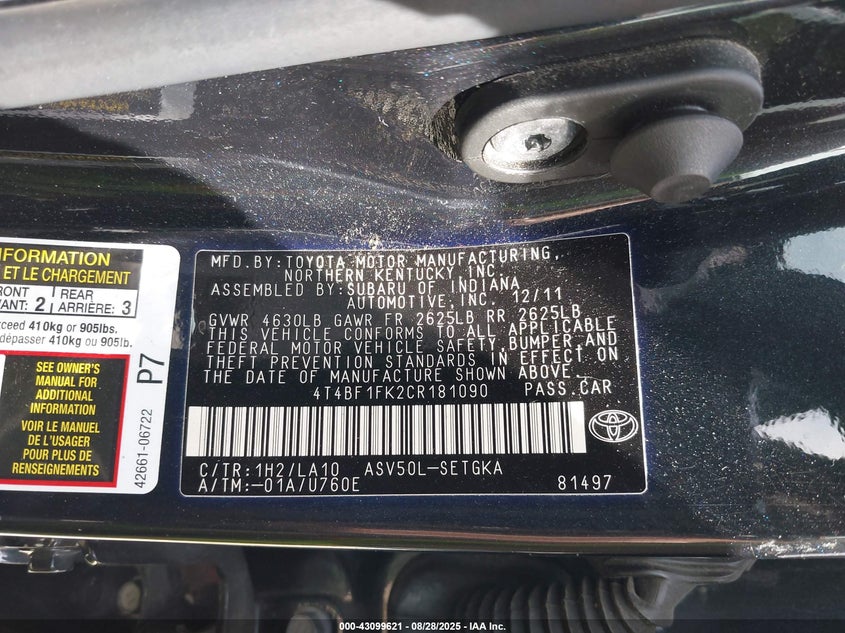 INFORMATION
ET LE CHARGEMENT
FRONT
AVANT: 2
REAR
ARRIÈRE: 3
exceed 410kg or 905lbs.
dépasser 410kg ou 905lb.
SEE OWNER'S
MANUAL FOR
ADDITIONAL
INFORMATION
VOIR LE MANUEL
DE L'USAGER
POUR PLUS DE
RENSEIGNEMENTS
P7
42661-06722
MFD.BY:TOYOTA MOTOR MANUFACTURING,
NORTHERN KENTUCKY,INC.
ASSEMBLED BY:SUBARU OF INDIANA
AUTOMOTIVE,INC. 12/11
GVWR 4630LB GAWR FR 2625LB RR 2625LB
THIS VEHICLE CONFORMS TO ALL APPLICABLE
FEDERAL MOTOR VEHICLE SAFETY,BUMPER,AND
THEFT PREVENTION STANDARDS IN EFFECT ON
THE DATE OF MANUFACTURE SHOWN ABOVE.
4T4BF1FK2CR181090 PASS.CAR
C/TR:1H2/LA10 ASV50L-SETGKA
A/TM:-01A/U760E 81497
000-43099621 - 08/28/2025 - IAA Inc.